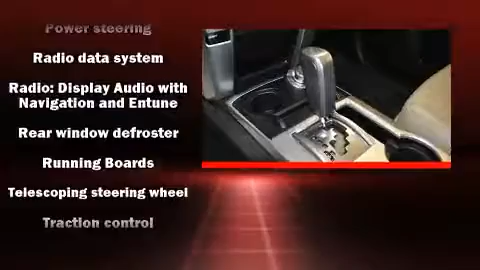 Power steering
Radio data system
Radio: Display Audio with
Navigation and Entune
Rear window defroster
Running Boards
Telescoping steering wheel
Traction control